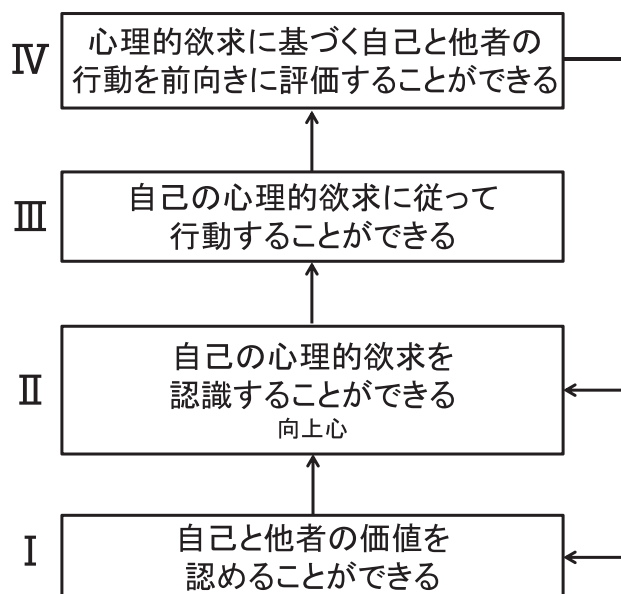 Ⅳ
心理的欲求に基づく自己と他者の
行動を前向きに評価することができる
Ⅲ
自己の心理的欲求に従って
行動することができる
Ⅱ
自己の心理的欲求を
認識することができる
向上心
Ⅰ
自己と他者の価値を
認めることができる